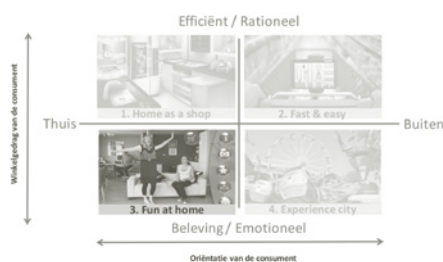 Efficiënt / Rationeel
1. Home as a shop
2. Fast & easy
Thuis
Buiten
Winkelgedrag van de consument
3. Fun at home
4. Experience city
Beleving / Emotioneel
Oriëntatie van de consument